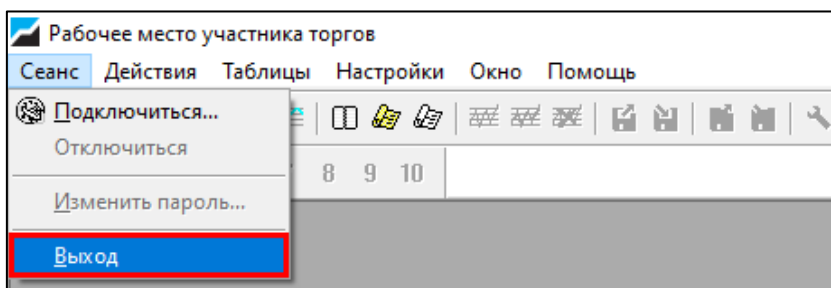 Рабочее место участника торгов
Сеанс Действия Таблицы Настройки Окно Помощь
Подключиться...
Отключиться
8 9 10
Изменить пароль...
Выход